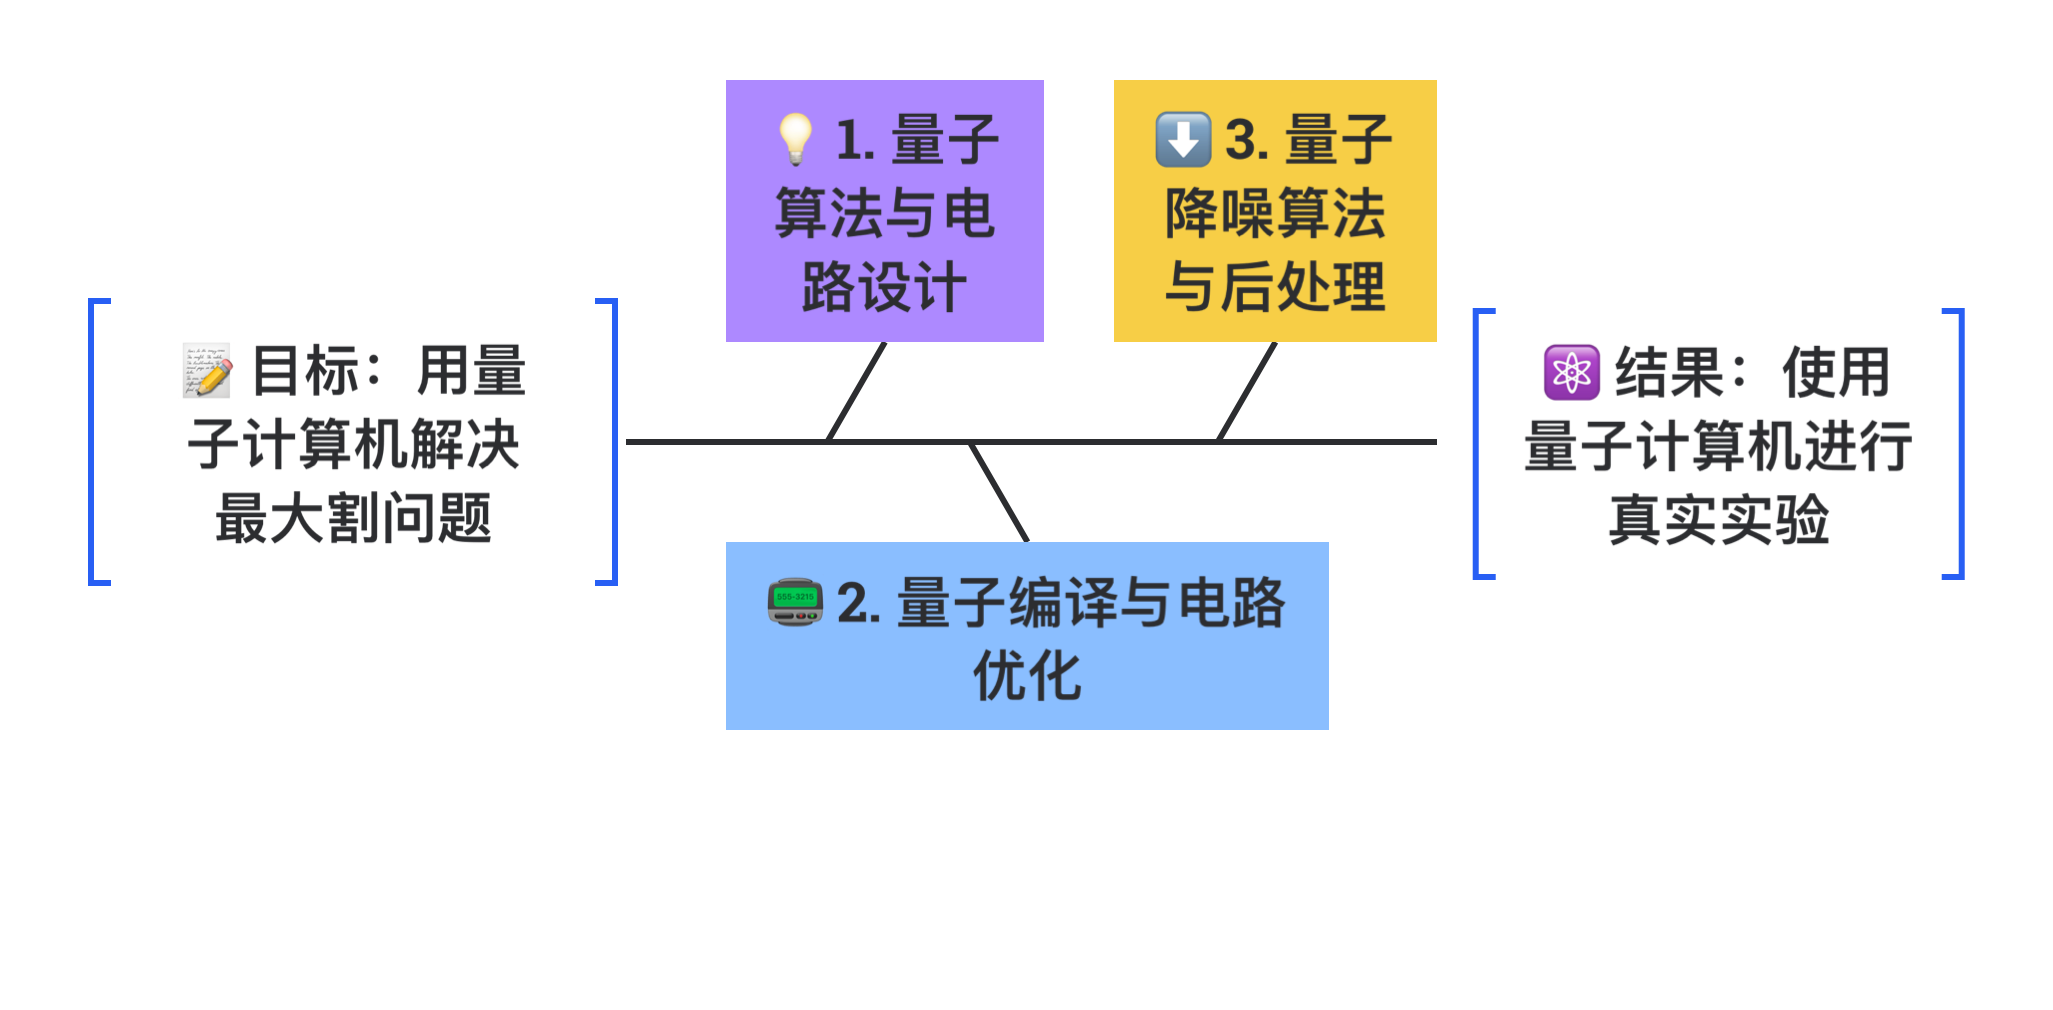 目标：用量
子计算机解决
最大割问题
1. 量子
算法与电
路设计
2. 量子编译与电路
优化
3. 量子
降噪算法
与后处理
结果：使用
量子计算机进行
真实实验